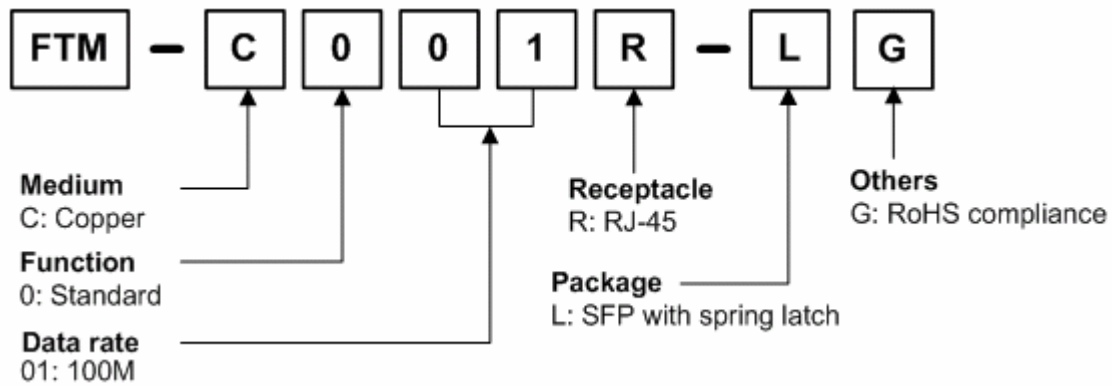 FTM - C 0 0 1 R - L G
Medium
C: Copper
Function
0: Standard
Data rate
01: 100M
Receptacle
R: RJ-45
Package
L: SFP with spring latch
Others
G: RoHS compliance